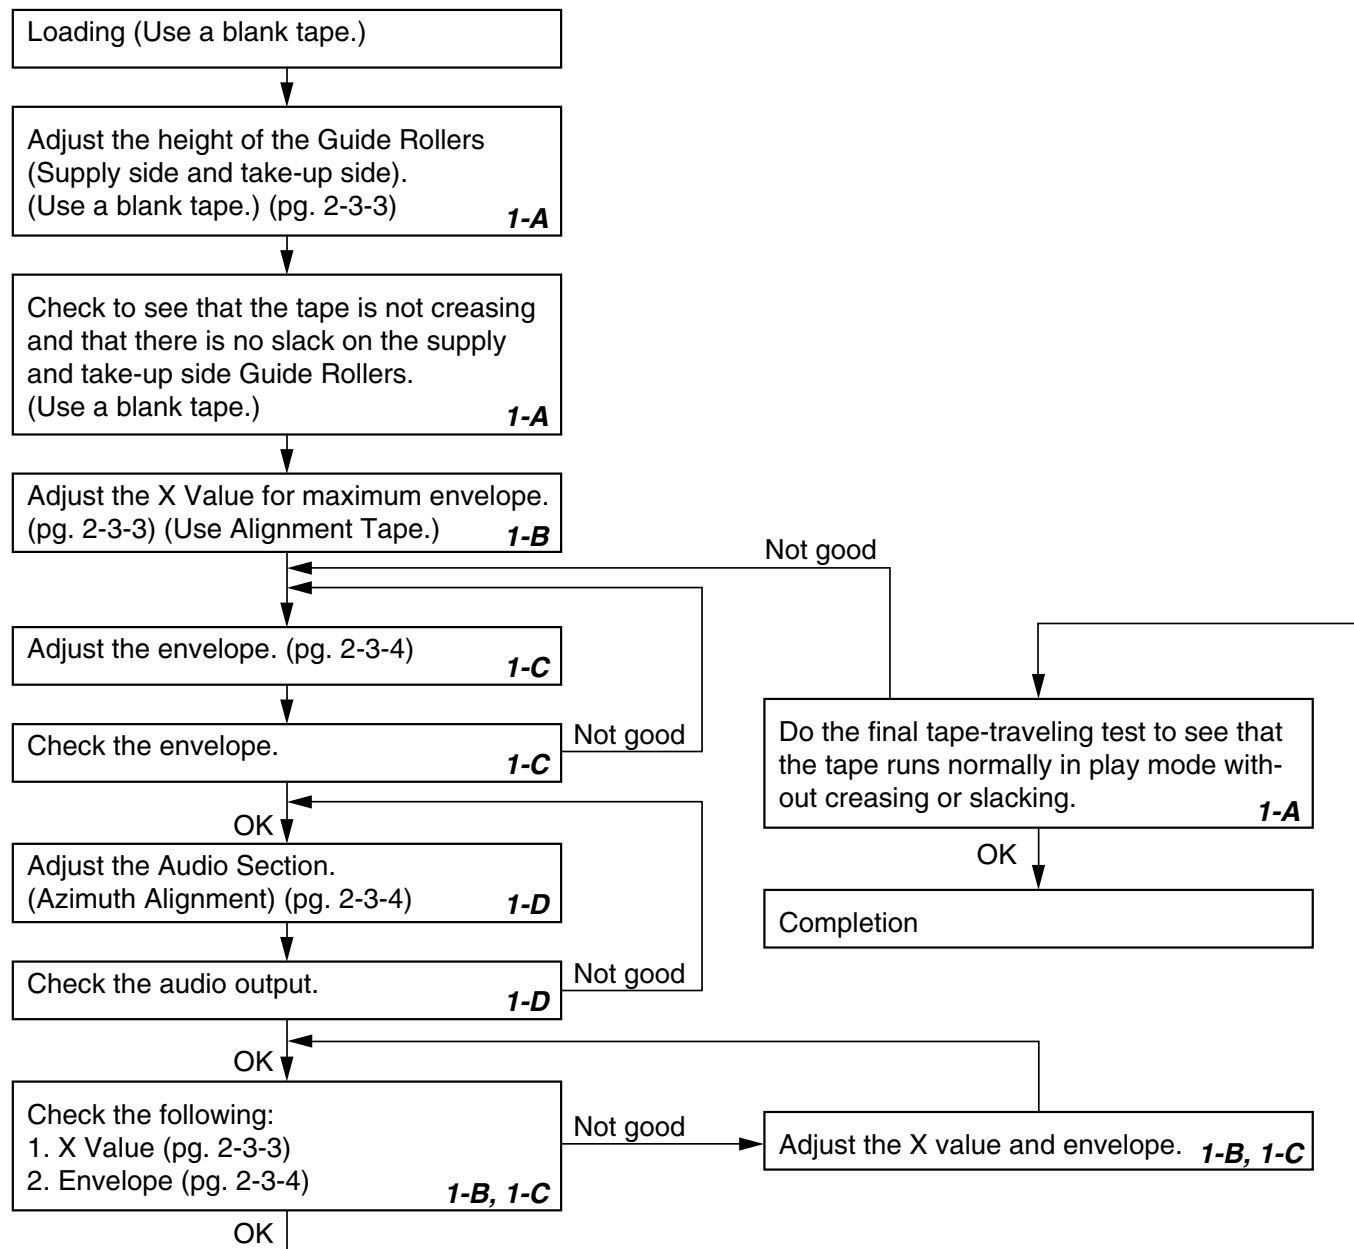 Loading (Use a blank tape.)
Adjust the height of the Guide Rollers
(Supply side and take-up side).
(Use a blank tape.) (pg. 2-3-3)
1-A
Check to see that the tape is not creasing
and that there is no slack on the supply
and take-up side Guide Rollers.
(Use a blank tape.)
1-A
Adjust the X Value for maximum envelope.
(pg. 2-3-3) (Use Alignment Tape.)
1-B
Not good
Adjust the envelope. (pg. 2-3-4)
1-C
Check the envelope.
1-C
Not good
OK
Adjust the Audio Section.
(Azimuth Alignment) (pg. 2-3-4)
1-D
Check the audio output.
1-D
Not good
OK
Check the following:
1. X Value (pg. 2-3-3)
2. Envelope (pg. 2-3-4)
1-B, 1-C
Not good
Adjust the X value and envelope.
1-B, 1-C
OK
Do the final tape-traveling test to see that
the tape runs normally in play mode with-
out creasing or slacking.
1-A
OK
Completion